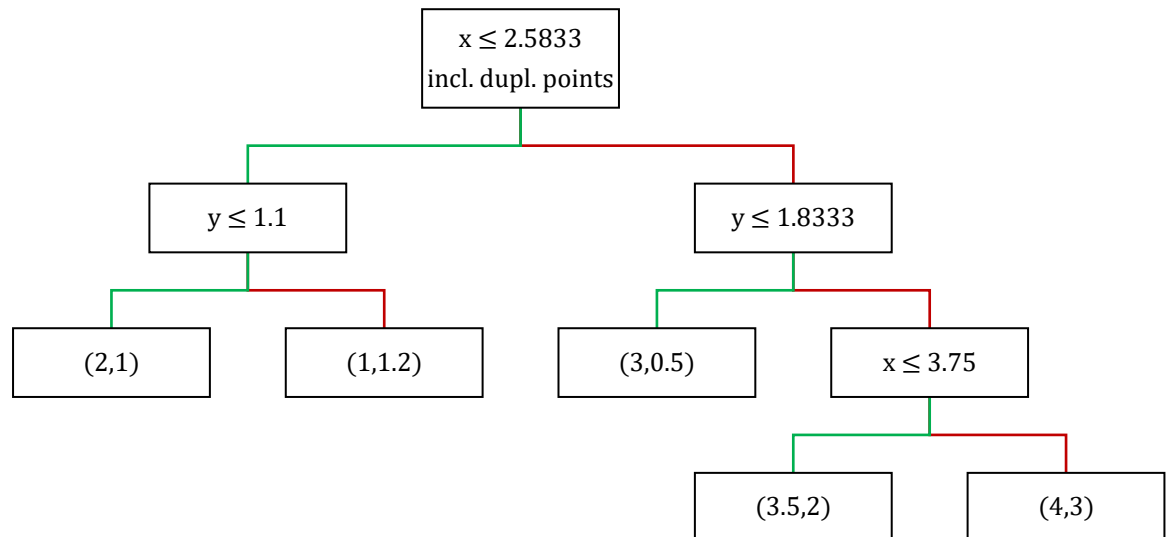 x ≤ 2.5833
incl. dupl. points
y ≤ 1.1
y ≤ 1.8333
(2,1)
(1,1.2)
(3,0.5)
x ≤ 3.75
(3.5,2)
(4,3)